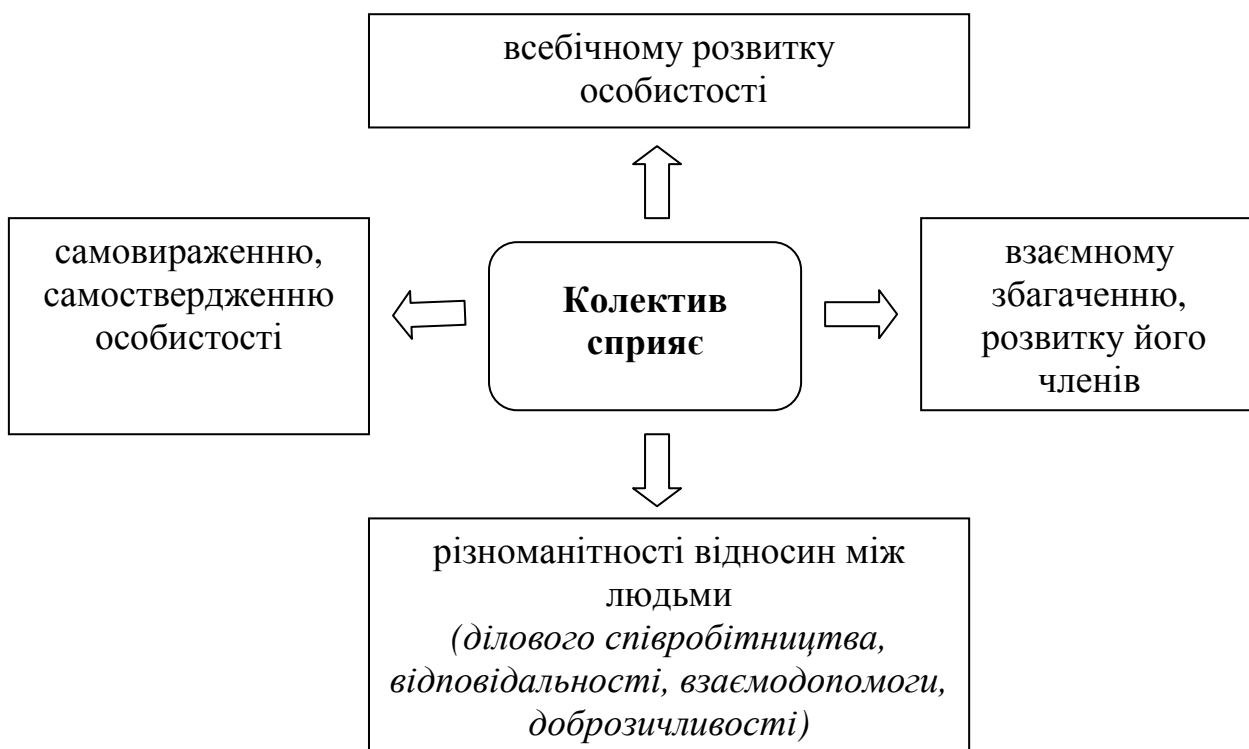 всебічному розвитку
особистості
самовираженню,
самоствердженню
особистості
Колектив
сприяє
взаємному
збагаченню,
розвитку його
членів
різноманітності відносин між
людьми
(ділового співробітництва,
відповідальності, взаємодопомоги,
доброзичливості)